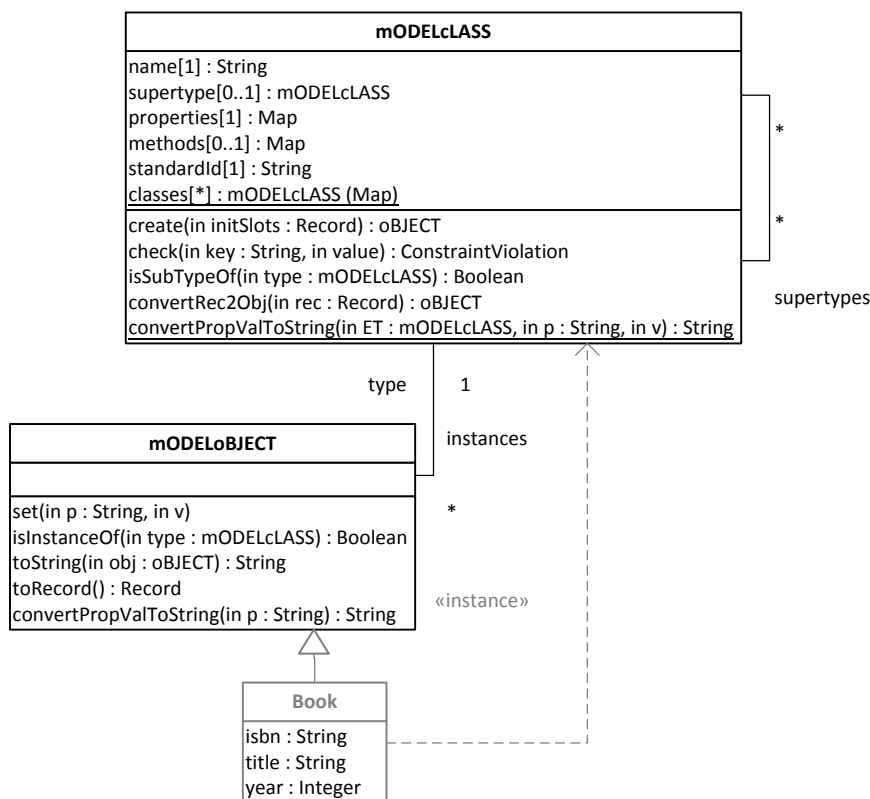 mODELcLASS
name[1] : String
supertype[0..1] : mODELcLASS
properties[1] : Map
methods[0..1] : Map
standardId[1] : String
classes[*] : mODELcLASS (Map)
create(in initSlots : Record) : oBJECT
check(in key : String, in value) : ConstraintViolation
isSubTypeOf(in type : mODELcLASS) : Boolean
convertRec2Obj(in rec : Record) : oBJECT
convertPropValToString(in ET : mODELcLASS, in p : String, in v) : String
*
*
supertypes
type
1
instances
*
mODELoBJECT
set(in p : String, in v)
isInstanceOf(in type : mODELcLASS) : Boolean
toString(in obj : oBJECT) : String
toRecord() : Record
convertPropValToString(in p : String) : String
«instance»
Book
isbn : String
title : String
year : Integer